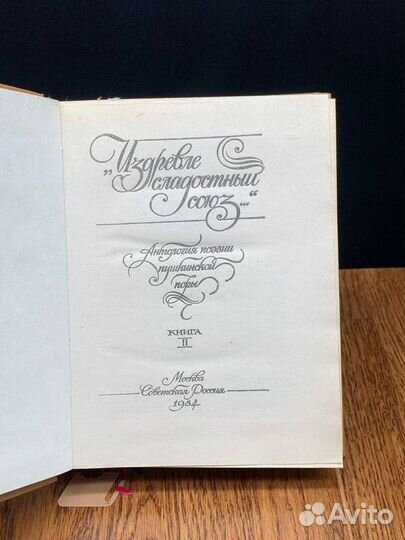 „Издревле
сладостный
союз..."
Антология поэзии
пушкинской
поры
КНИГА
II
Москва
Советская Россия
1984
Avito